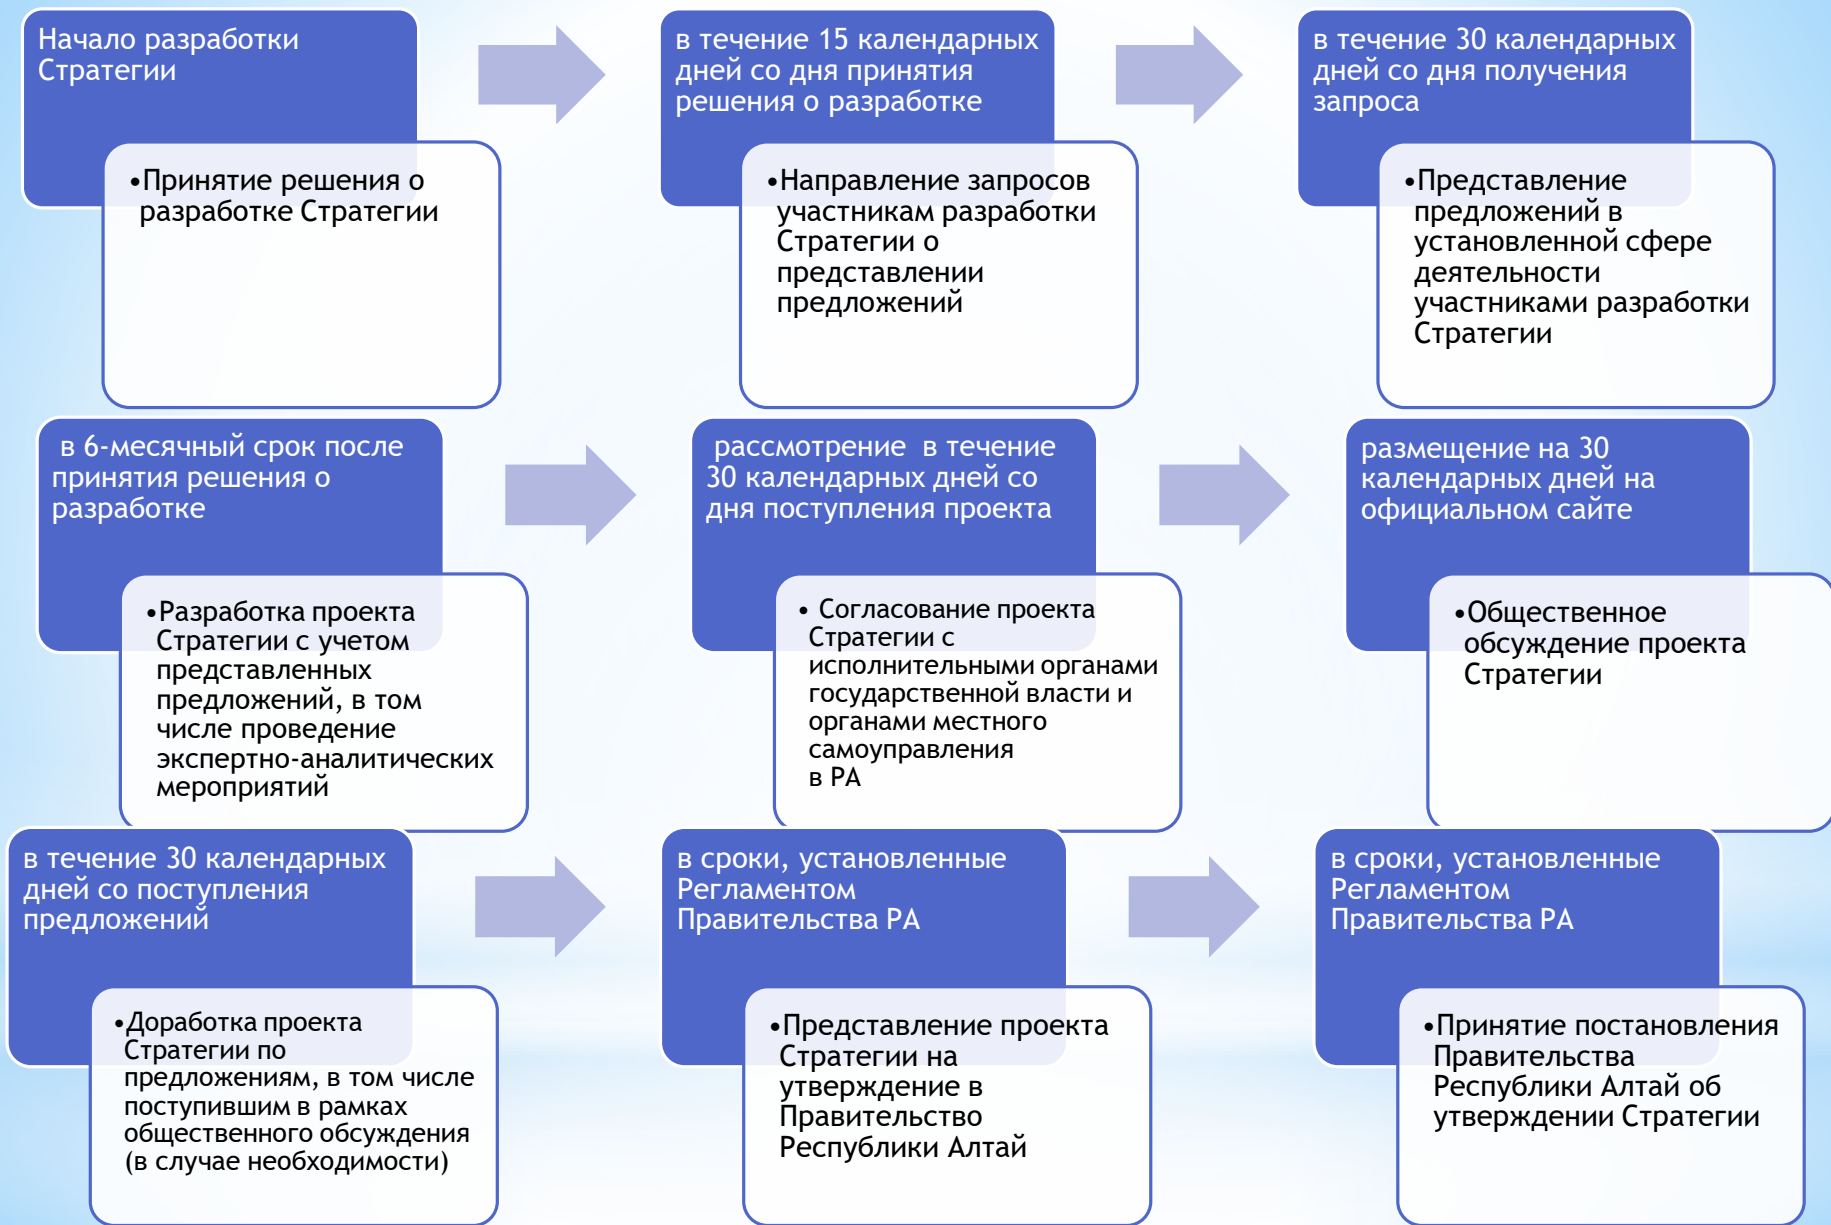 Начало разработки
Стратегии
•Принятие решения о
разработке Стратегии
в течение 15 календарных
дней со дня принятия
решения о разработке
•Направление запросов
участникам разработки
Стратегии о
представлении
предложений
в течение 30 календарных
дней со дня получения
запроса
•Представление
предложений в
установленной сфере
деятельности
участниками разработки
Стратегии
в 6-месячный срок после
принятия решения о
разработке
•Разработка проекта
Стратегии с учетом
представленных
предложений, в том
числе проведение
экспертно-аналитических
мероприятий
рассмотрение в течение
30 календарных дней со
дня поступления проекта
• Согласование проекта
Стратегии с
исполнительными органами
государственной власти и
органами местного
самоуправления
в РА
размещение на 30
календарных дней на
официальном сайте
•Общественное
обсуждение проекта
Стратегии
в течение 30 календарных
дней со поступления
предложений
•Доработка проекта
Стратегии по
предложениям, в том числе
поступившим в рамках
общественного обсуждения
(в случае необходимости)
в сроки, установленные
Регламентом
Правительства РА
•Представление проекта
Стратегии на
утверждение в
Правительство
Республики Алтай
в сроки, установленные
Регламентом
Правительства РА
•Принятие постановления
Правительства
Республики Алтай об
утверждении Стратегии